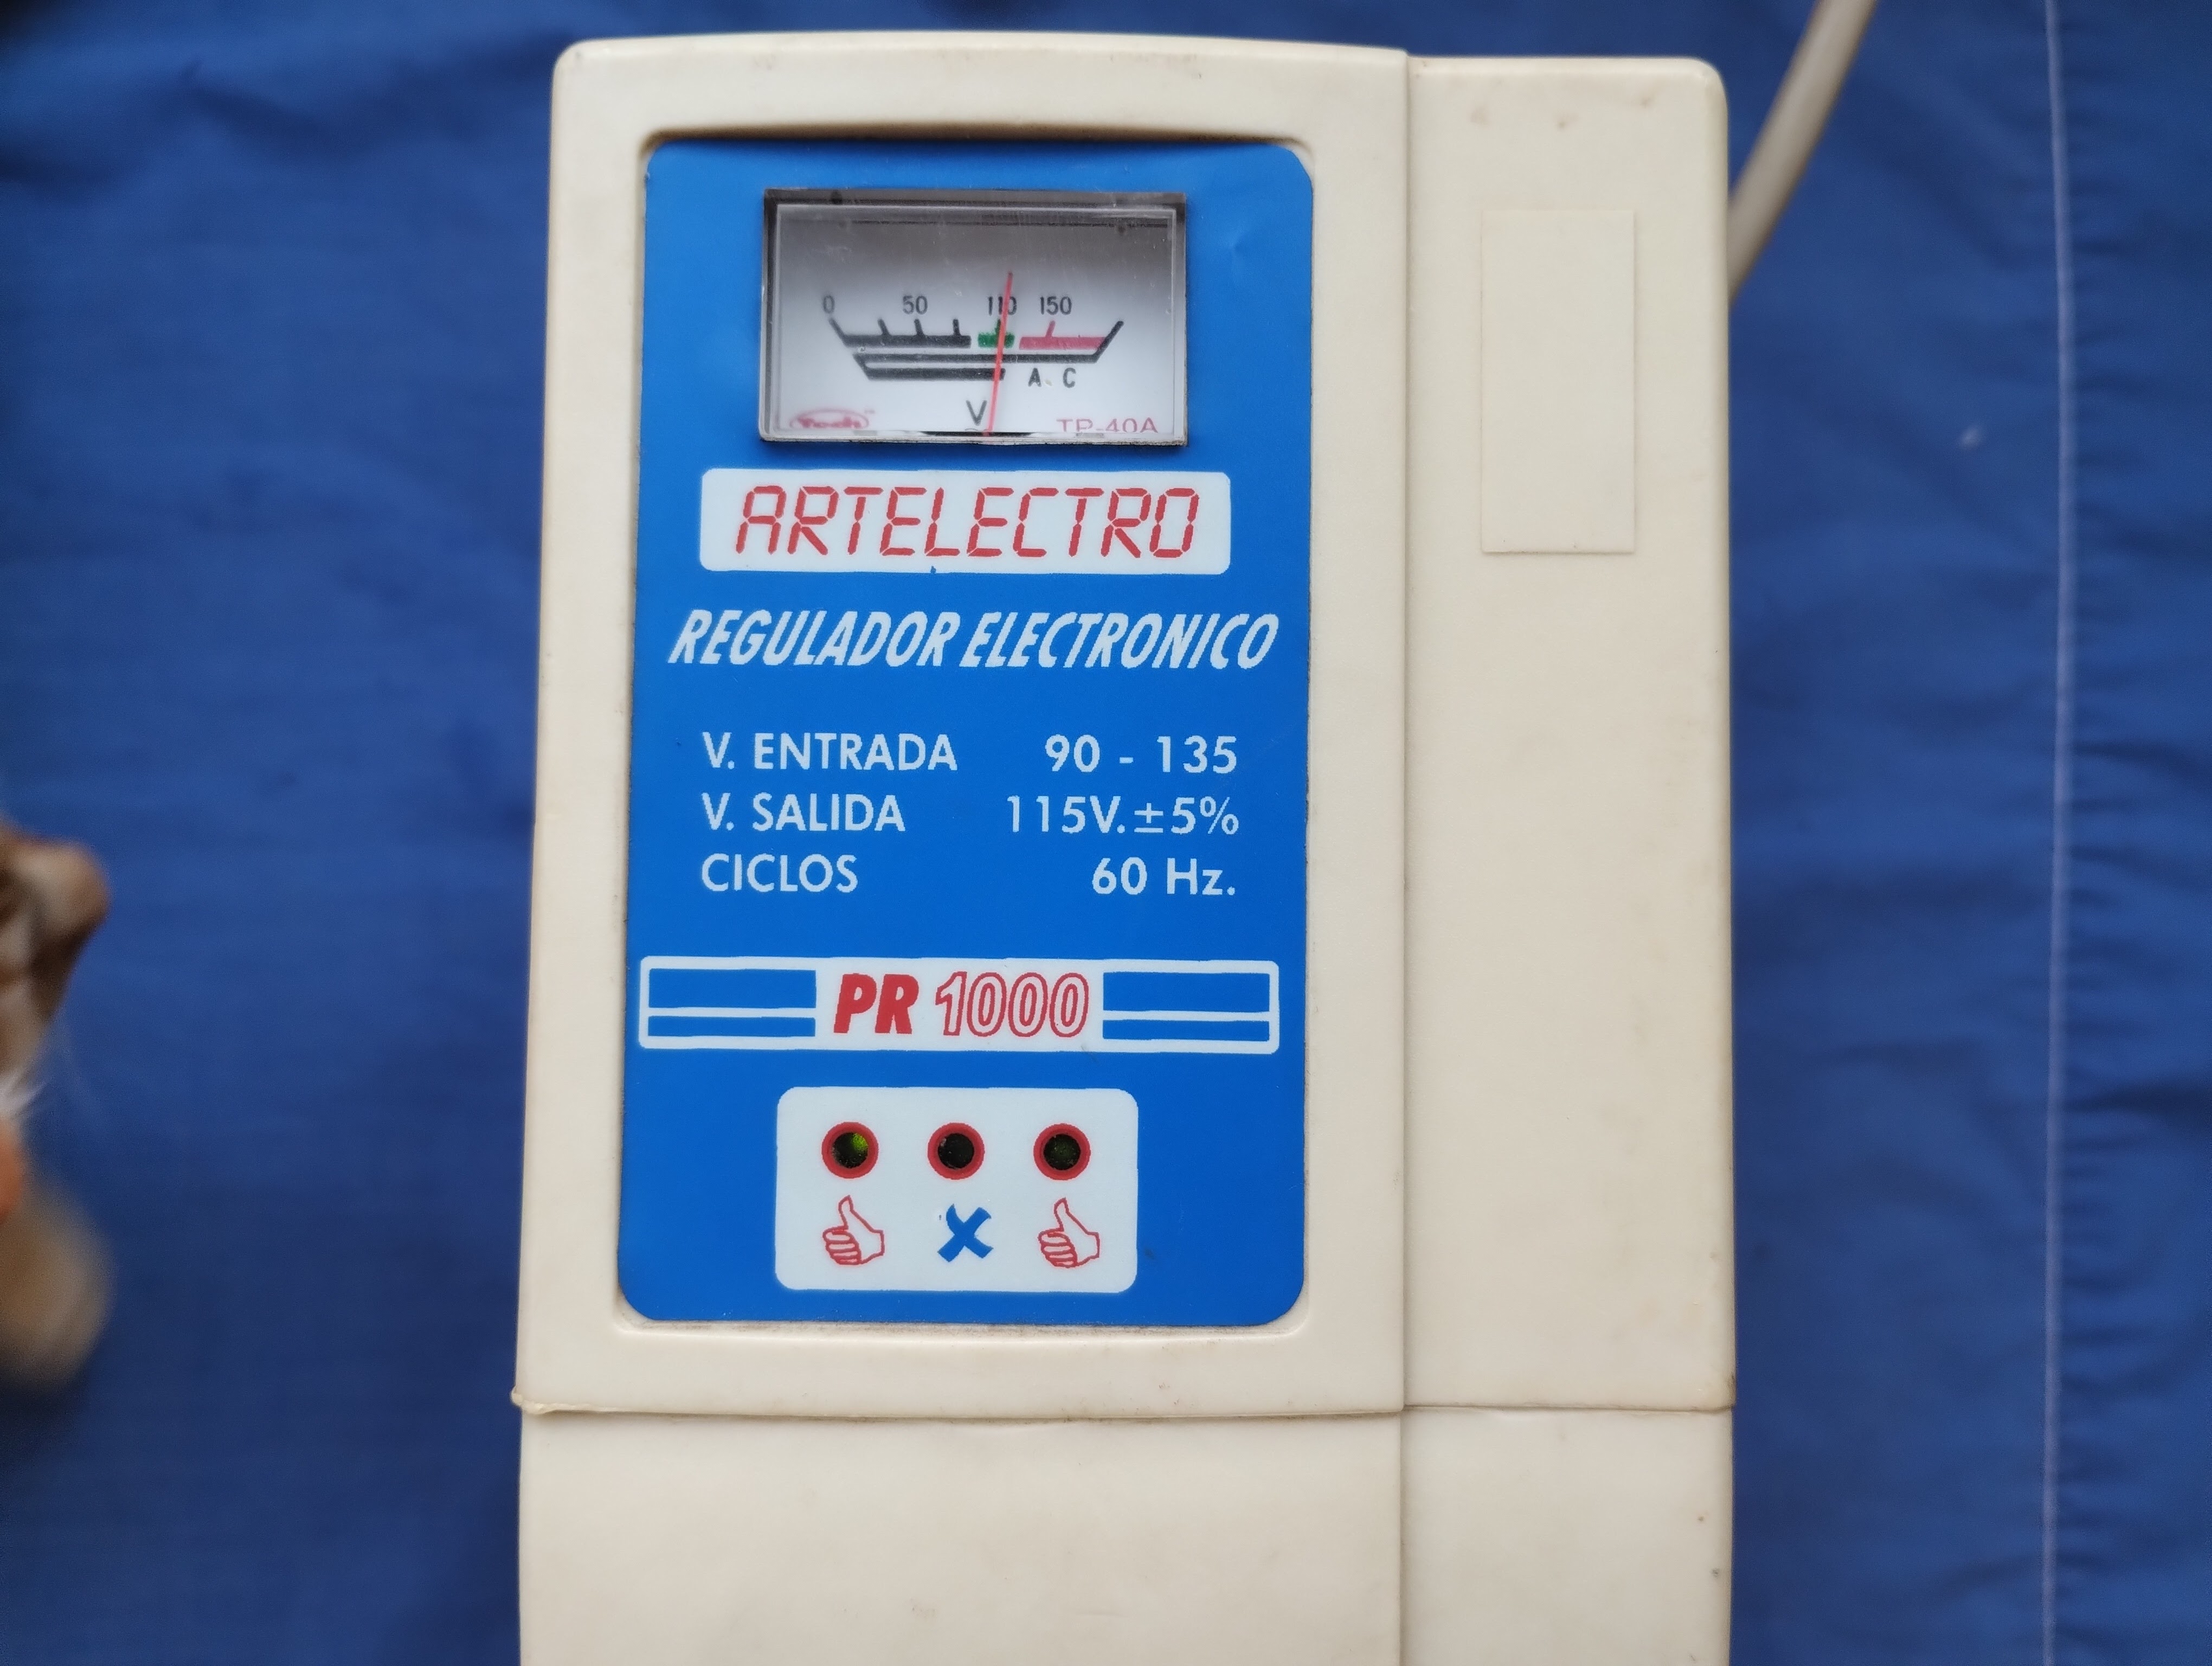 0 50 110 150
A. C
V
Tech
TP-40A
ARTELECTRO
REGULADOR ELECTRONICO
V. ENTRADA 90 - 135
V. SALIDA 115V.±5%
CICLOS 60 Hz.
PR 1000